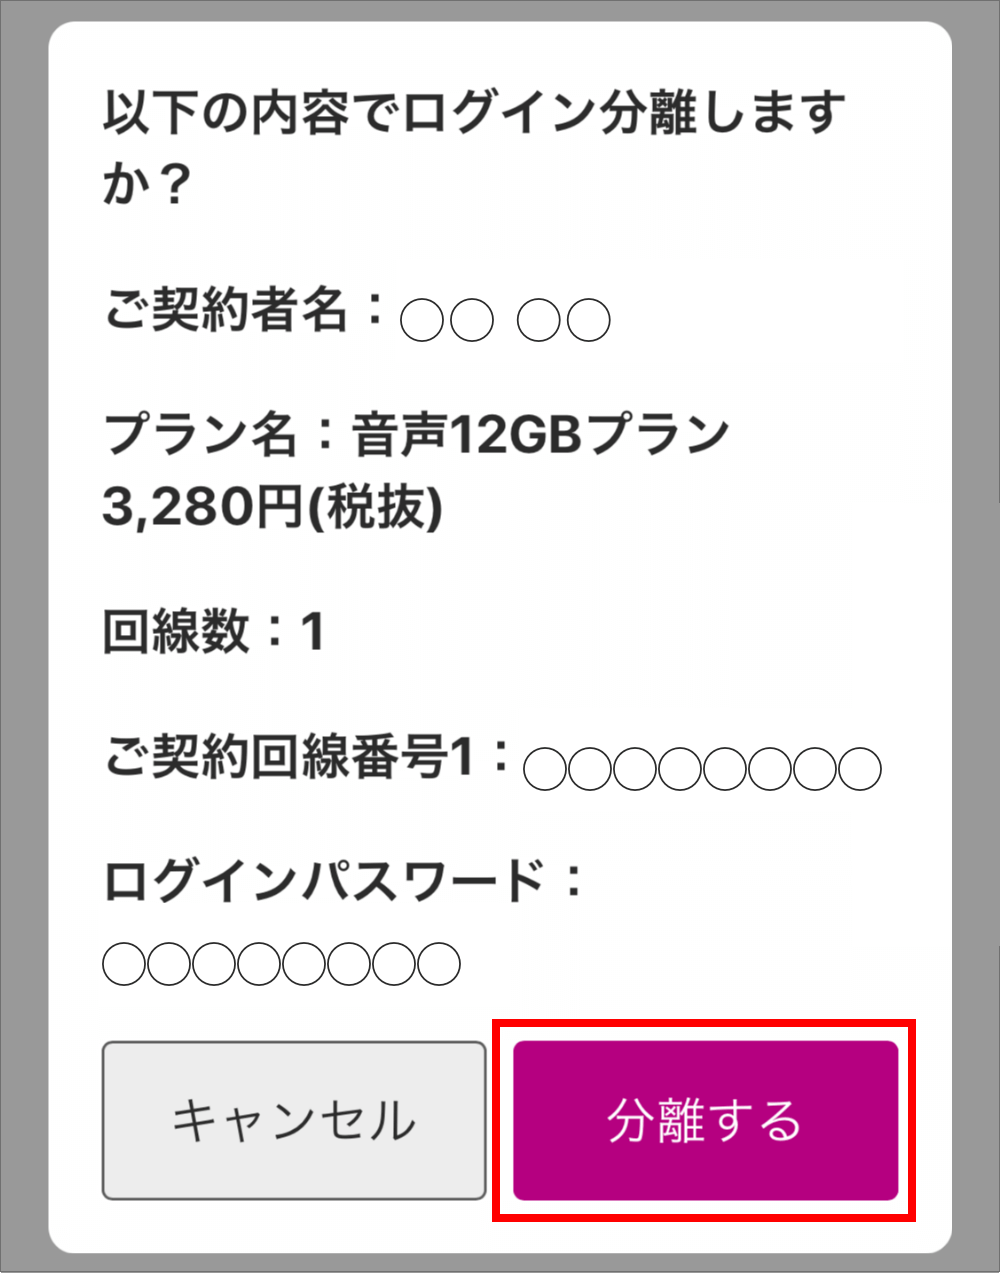 以下の内容でログイン分離します
か？
ご契約者名：○○ ○○
プラン名：音声12GBプラン
3,280円(税抜)
回線数：1
ご契約回線番号1：○○○○○○○○
ログインパスワード：
○○○○○○○○
キャンセル
分離する